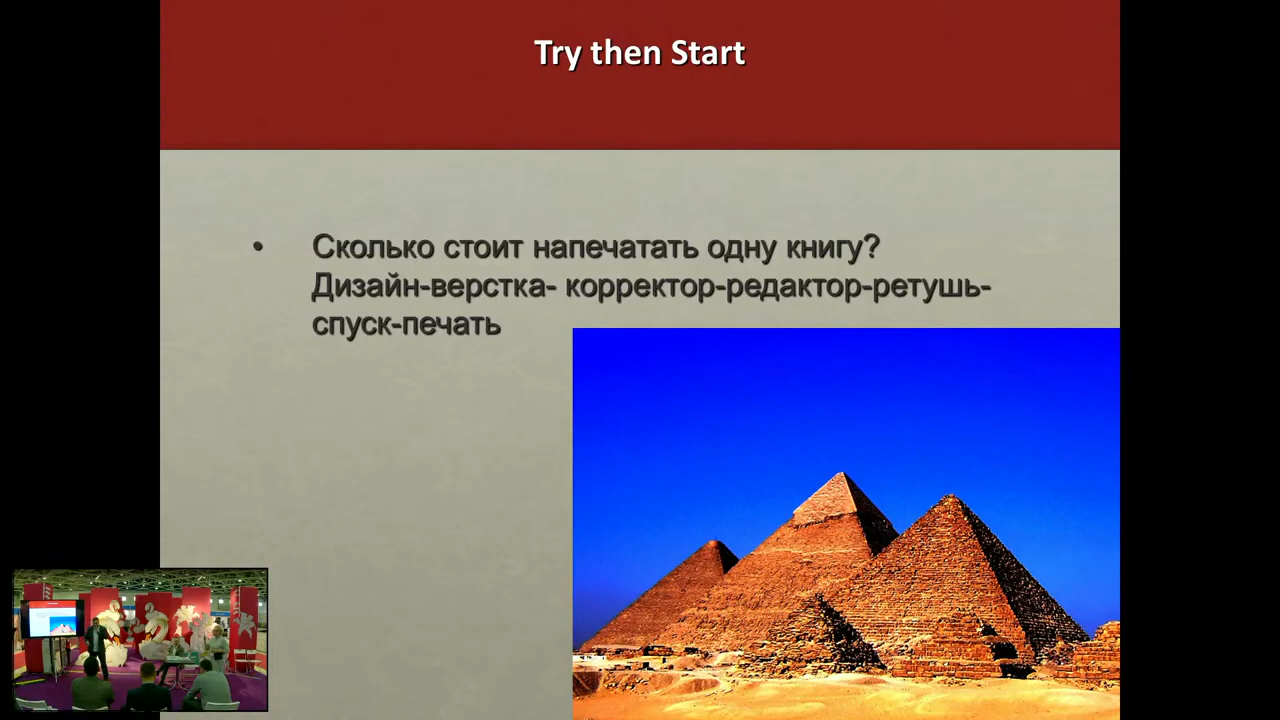 Try then Start
• Сколько стоит напечатать одну книгу?
Дизайн-верстка- корректор-редактор-ретушь-
спуск-печать